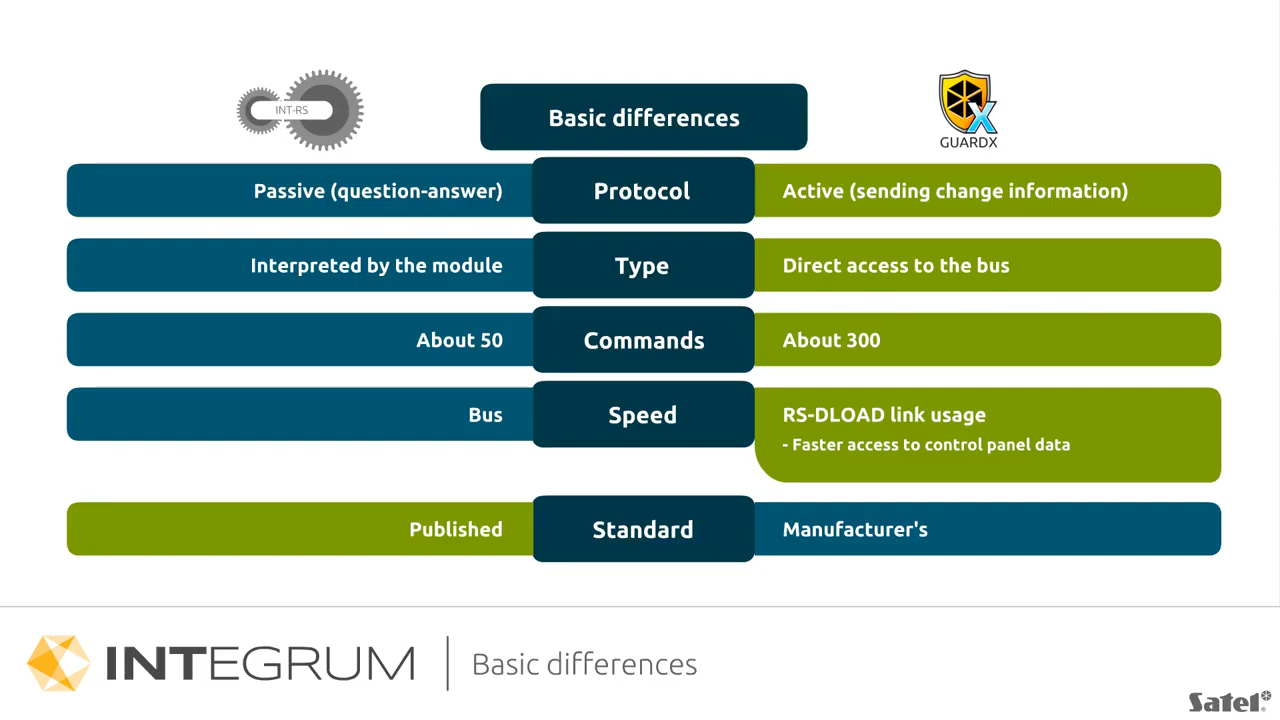 INT-RS
Basic differences
GUARDX
Passive (question-answer)
Protocol
Active (sending change information)
Interpreted by the module
Type
Direct access to the bus
About 50
Commands
About 300
Bus
Speed
RS-DLOAD link usage
- Faster access to control panel data
Published
Standard
Manufacturer's
INTEGRUM
Basic differences
Satel